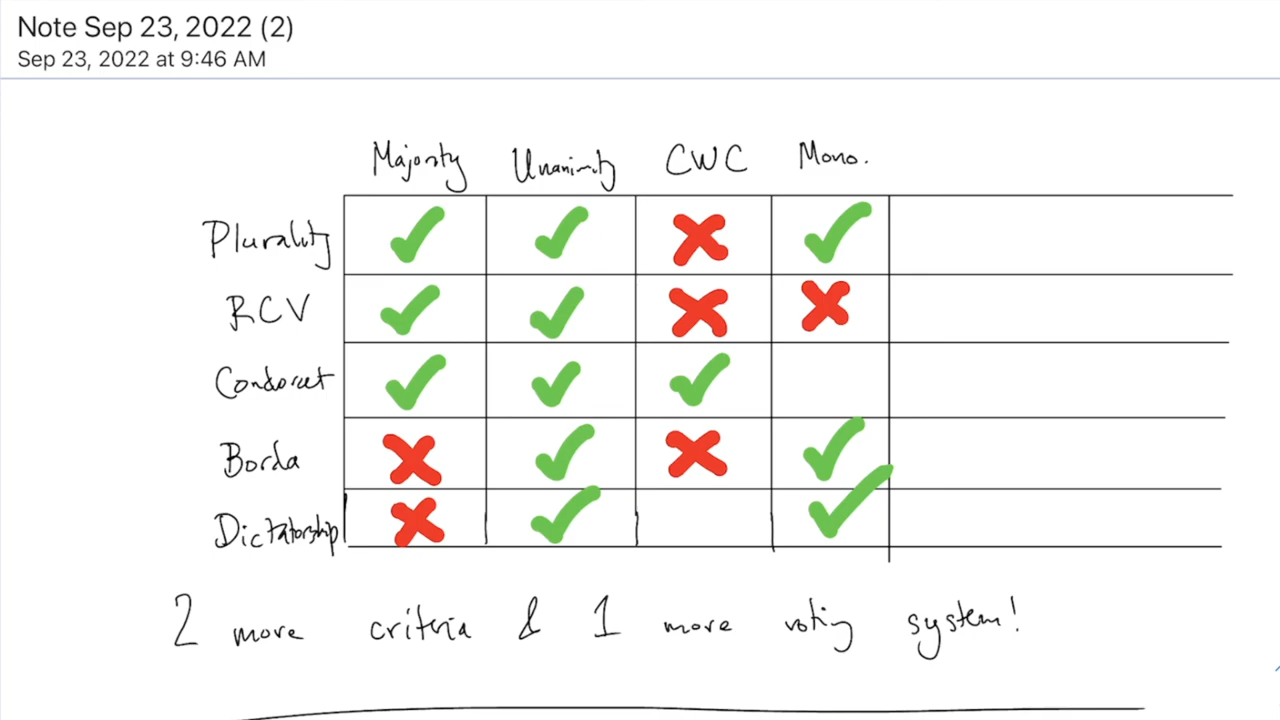 Note Sep 23, 2022 (2)
Sep 23, 2022 at 9:46 AM
Majority Unanimity CWC Mono.
Plurality
RCV
Condorcet
Borda
Dictatorship
2 more criteria & 1 more voting system!